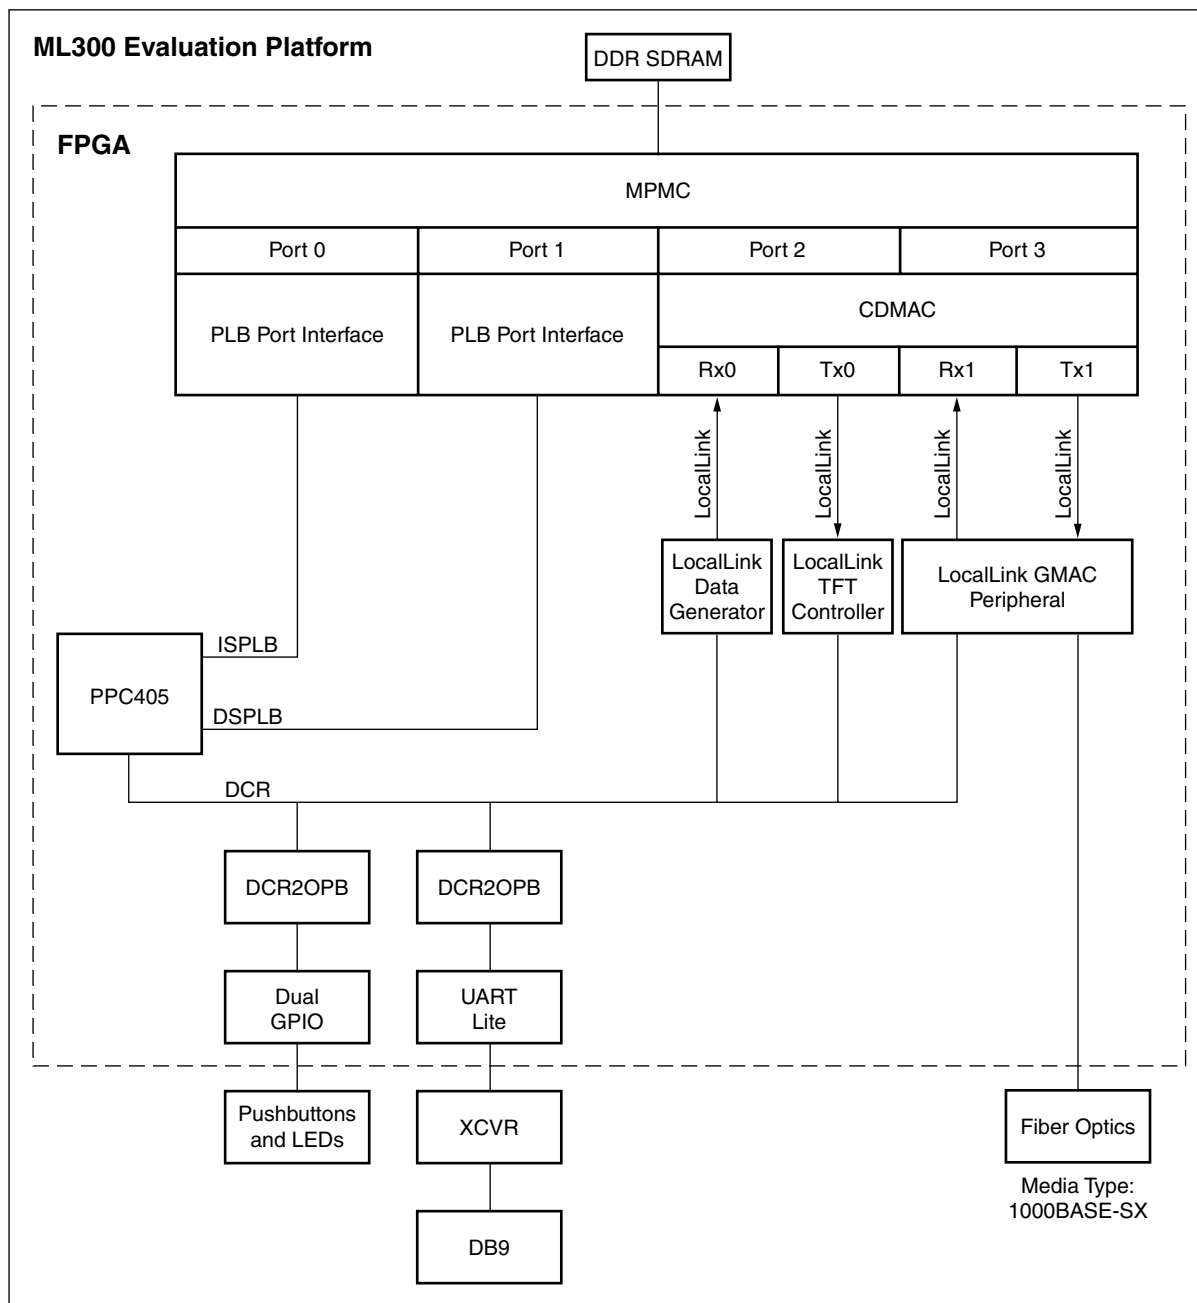 ML300 Evaluation Platform
DDR SDRAM
FPGA
MPMC
Port 0
Port 1
Port 2
Port 3
PLB Port Interface
PLB Port Interface
CDMAC
Rx0
Tx0
Rx1
Tx1
LocalLink
LocalLink
LocalLink
LocalLink
LocalLink
Data
Generator
LocalLink
TFT
Controller
LocalLink GMAC
Peripheral
ISPLB
PPC405
DSPLB
DCR
DCR2OPB
DCR2OPB
Dual
GPIO
UART
Lite
Pushbuttons
and LEDs
XCVR
Fiber Optics
Media Type:
1000BASE-SX
DB9